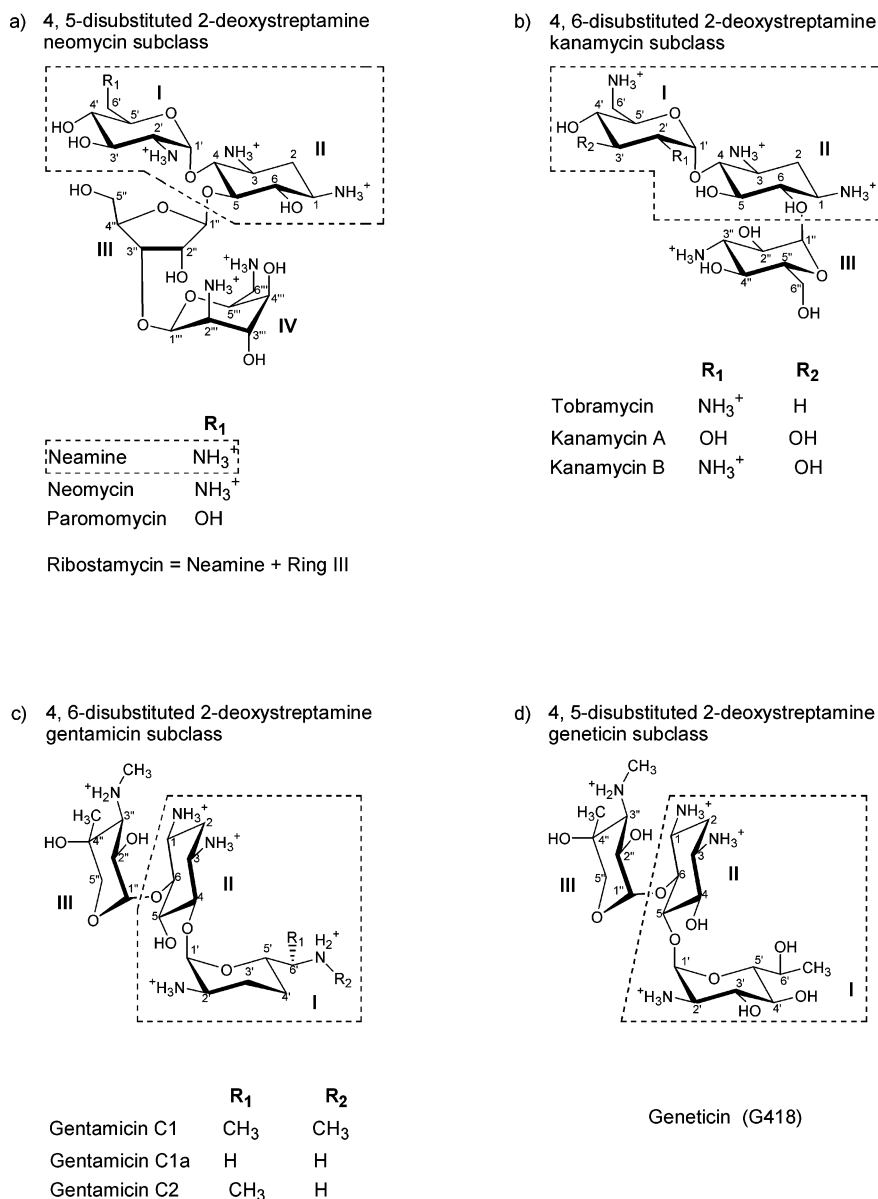 a) 4, 5-disubstituted 2-deoxystreptamine
neomycin subclass
R1
I
6'
4'
5'
O
HO
2'
HO
3'
+H3N
1'
O
4
NH3+
2
II
3
6
O
5
HO
1
NH3+
HO
5''
O
4''
1''
III
3''
2''
HO
+H3N
OH
NH3+
6'''
4'''
O
5'''
O
1'''
2'''
3'''
IV
OH
R1
Neamine NH3+
Neomycin NH3+
Paromomycin OH
Ribostamycin = Neamine + Ring III
b) 4, 6-disubstituted 2-deoxystreptamine
kanamycin subclass
NH3+
I
6'
4'
5'
O
HO
2'
R2
3'
R1
1'
O
4
NH3+
2
II
3
6
HO
5
HO
1
NH3+
3''
OH
1''
+H3N
2''
5''
III
HO
4''
O
6''
HO
R1 R2
Tobramycin NH3+ H
Kanamycin A OH OH
Kanamycin B NH3+ OH
c) 4, 6-disubstituted 2-deoxystreptamine
gentamicin subclass
CH3
+H2N
H3C
3''
NH3+
2
HO
4''
OH
1
2''
3
NH3+
5''
6
II
III
1''
O
4
O
5
HO
O
1'
5'
R1
H2+
O
3'
6'
N
R2
+H3N
2'
4'
I
R1 R2
Gentamicin C1 CH3 CH3
Gentamicin C1a H H
Gentamicin C2 CH3 H
d) 4, 5-disubstituted 2-deoxystreptamine
geneticin subclass
CH3
+H2N
H3C
3''
NH3+
2
HO
4''
OH
1
2''
3
NH3+
5''
6
II
III
1''
O
4
O
5
OH
O
1'
5'
OH
O
6'
CH3
3'
+H3N
2'
HO
4'
OH
I
Geneticin (G418)